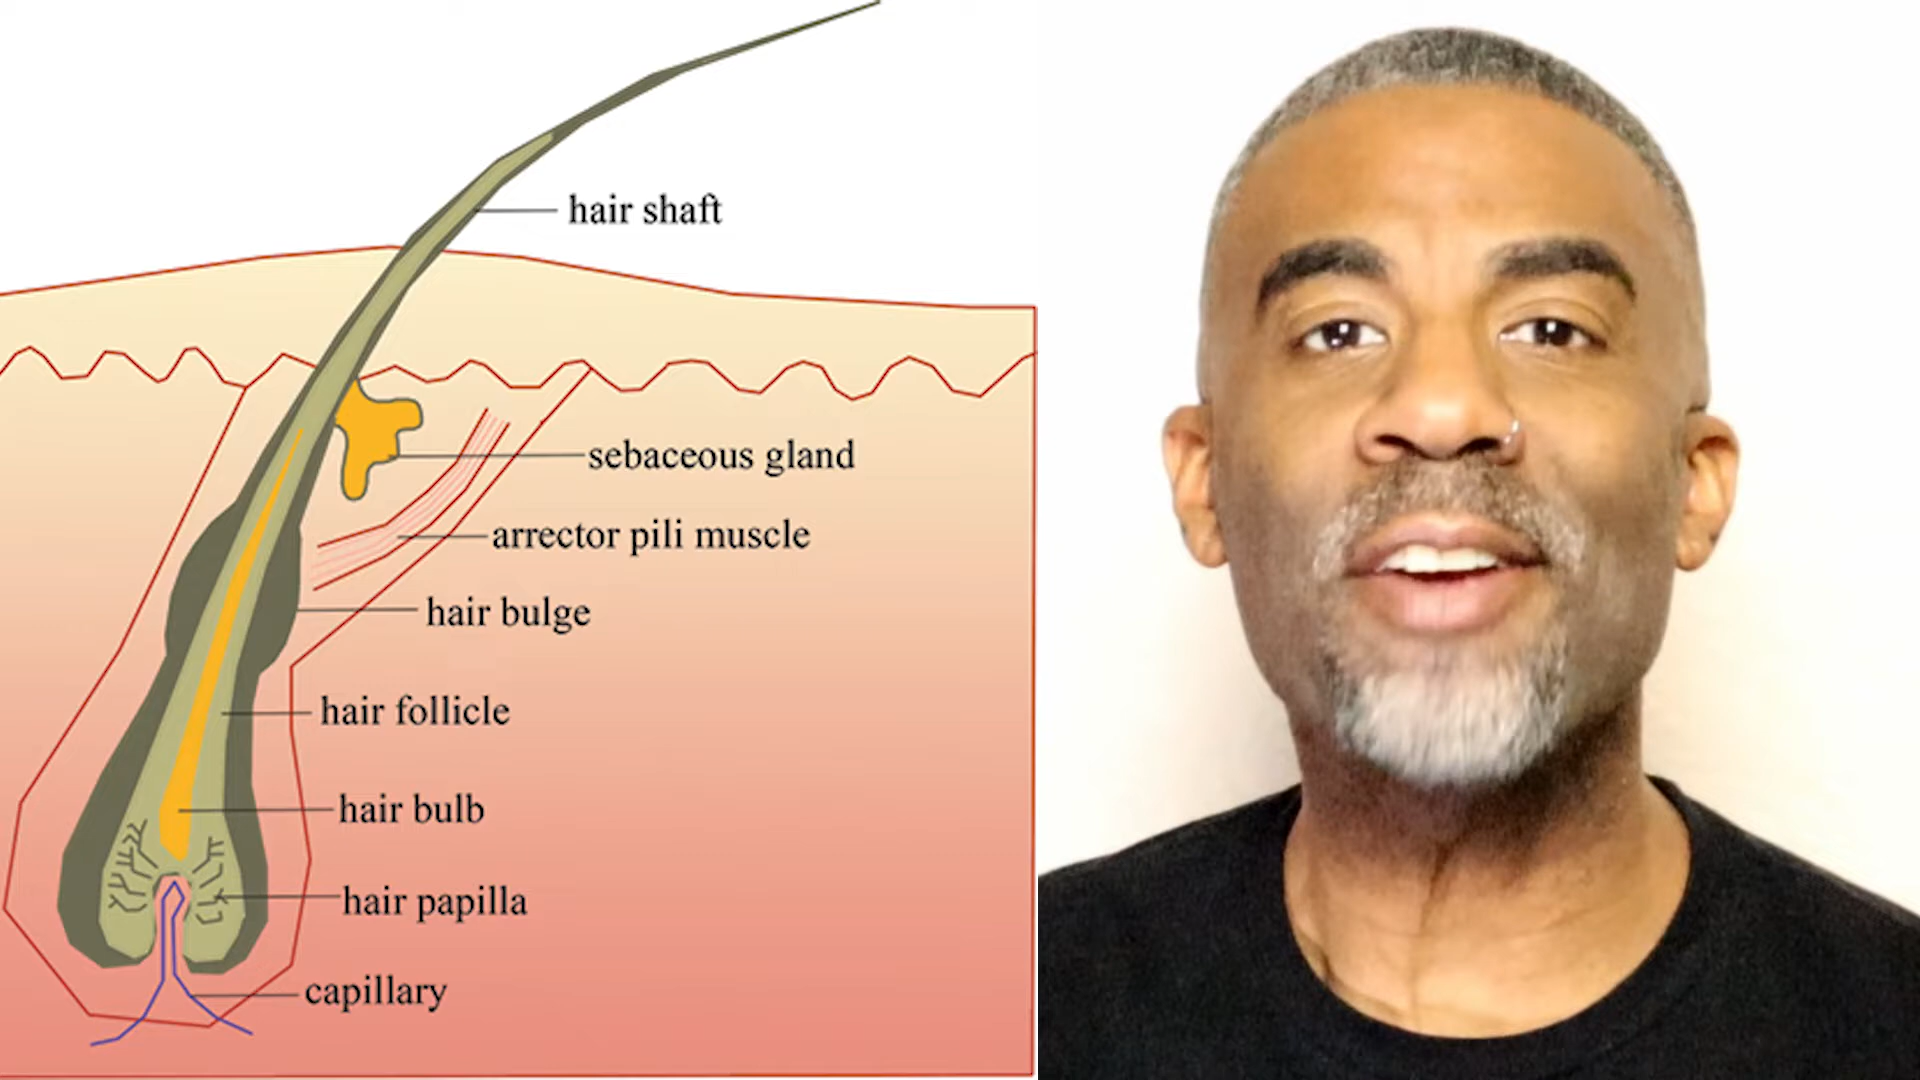 hair shaft
sebaceous gland
arrector pili muscle
hair bulge
hair follicle
hair bulb
hair papilla
capillary